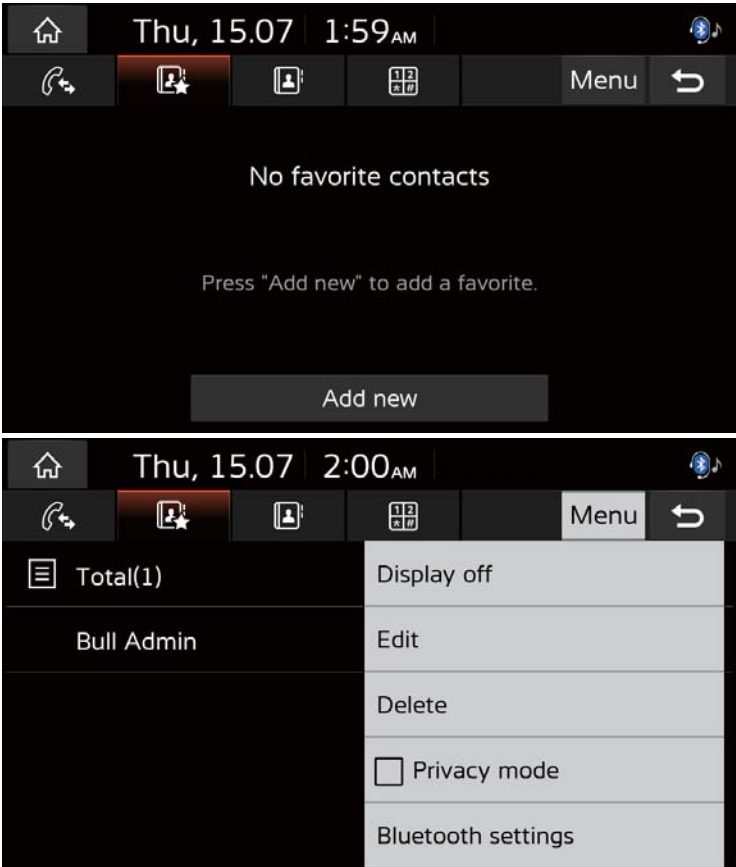 Thu, 15.07 1:59AM
Menu
No favorite contacts
Press "Add new" to add a favorite.
Add new
Thu, 15.07 2:00AM
Menu
Total(1)
Display off
Bull Admin
Edit
Delete
Privacy mode
Bluetooth settings